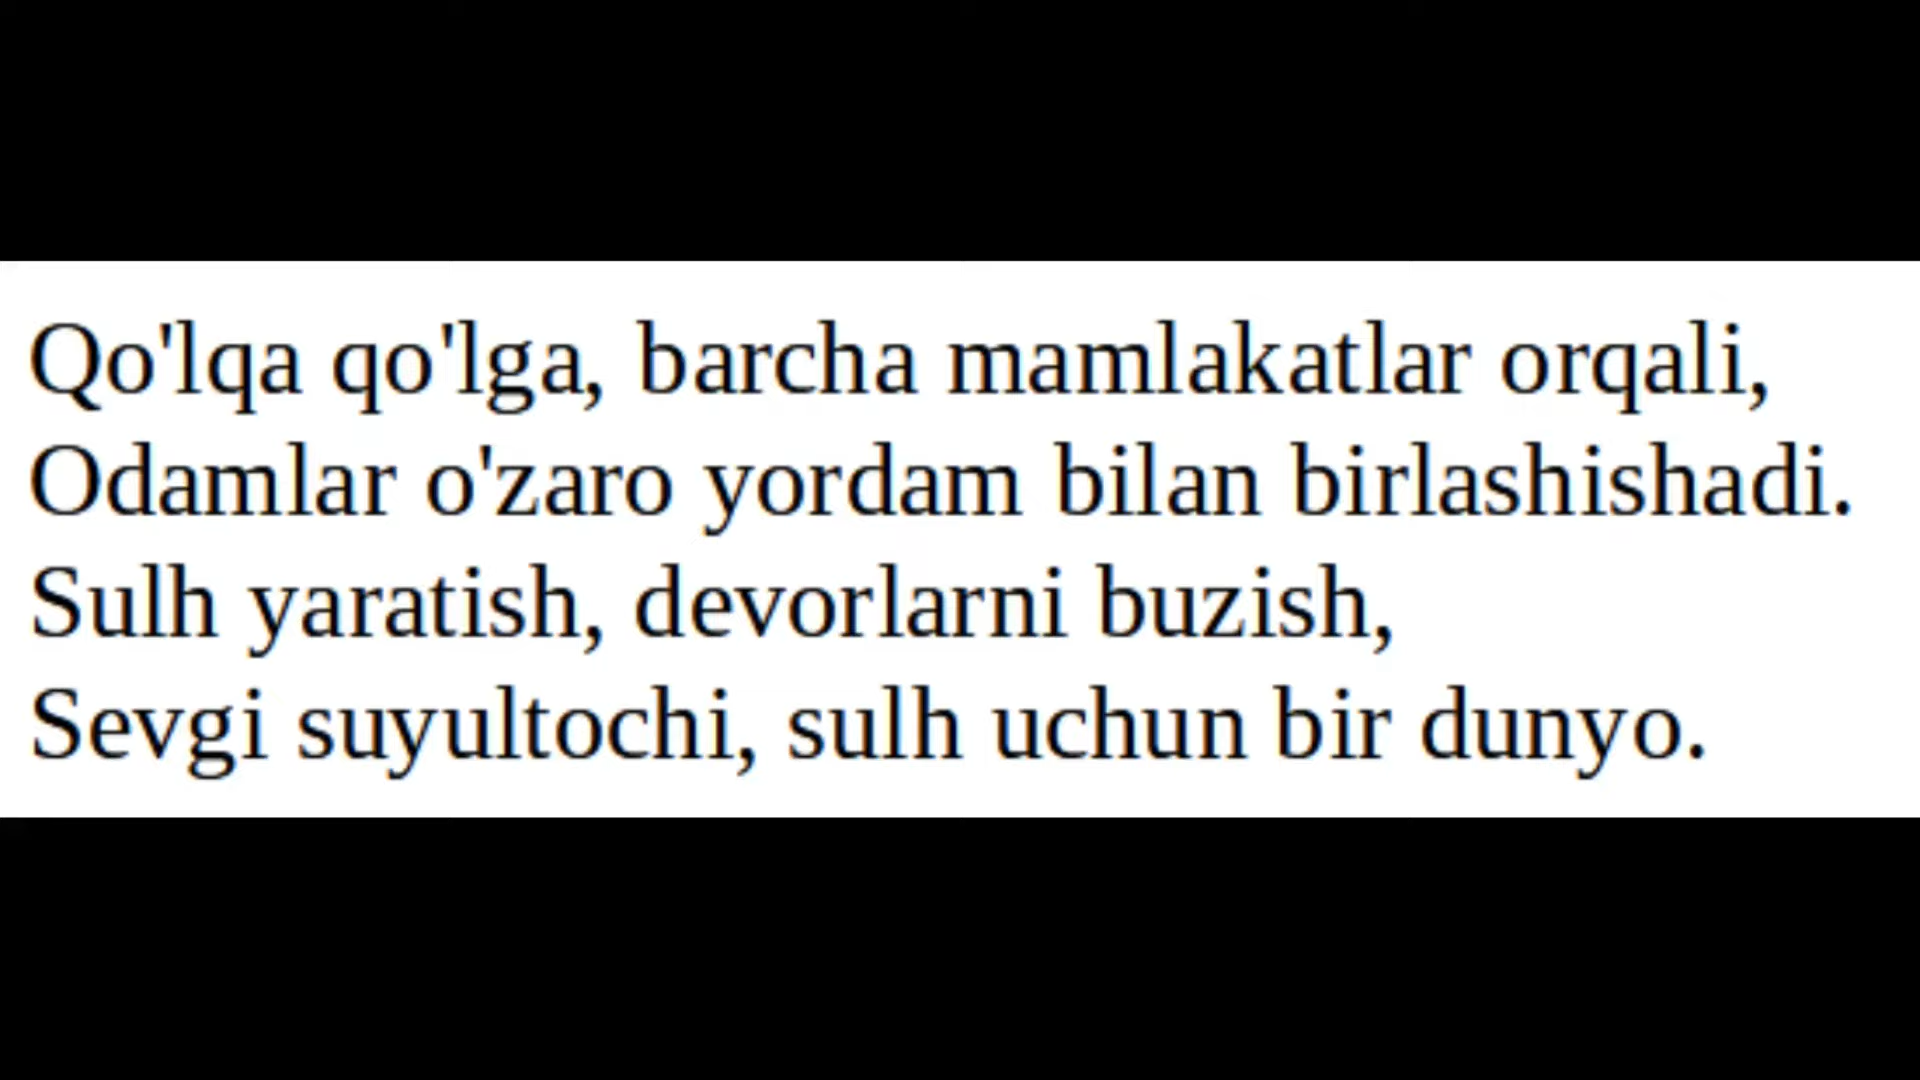 Qo'lqa qo'lga, barcha mamlakatlar orqali,
Odamlar o'zaro yordam bilan birlashishadi.
Sulh yaratish, devorlarni buzish,
Sevgi suyultochi, sulh uchun bir dunyo.